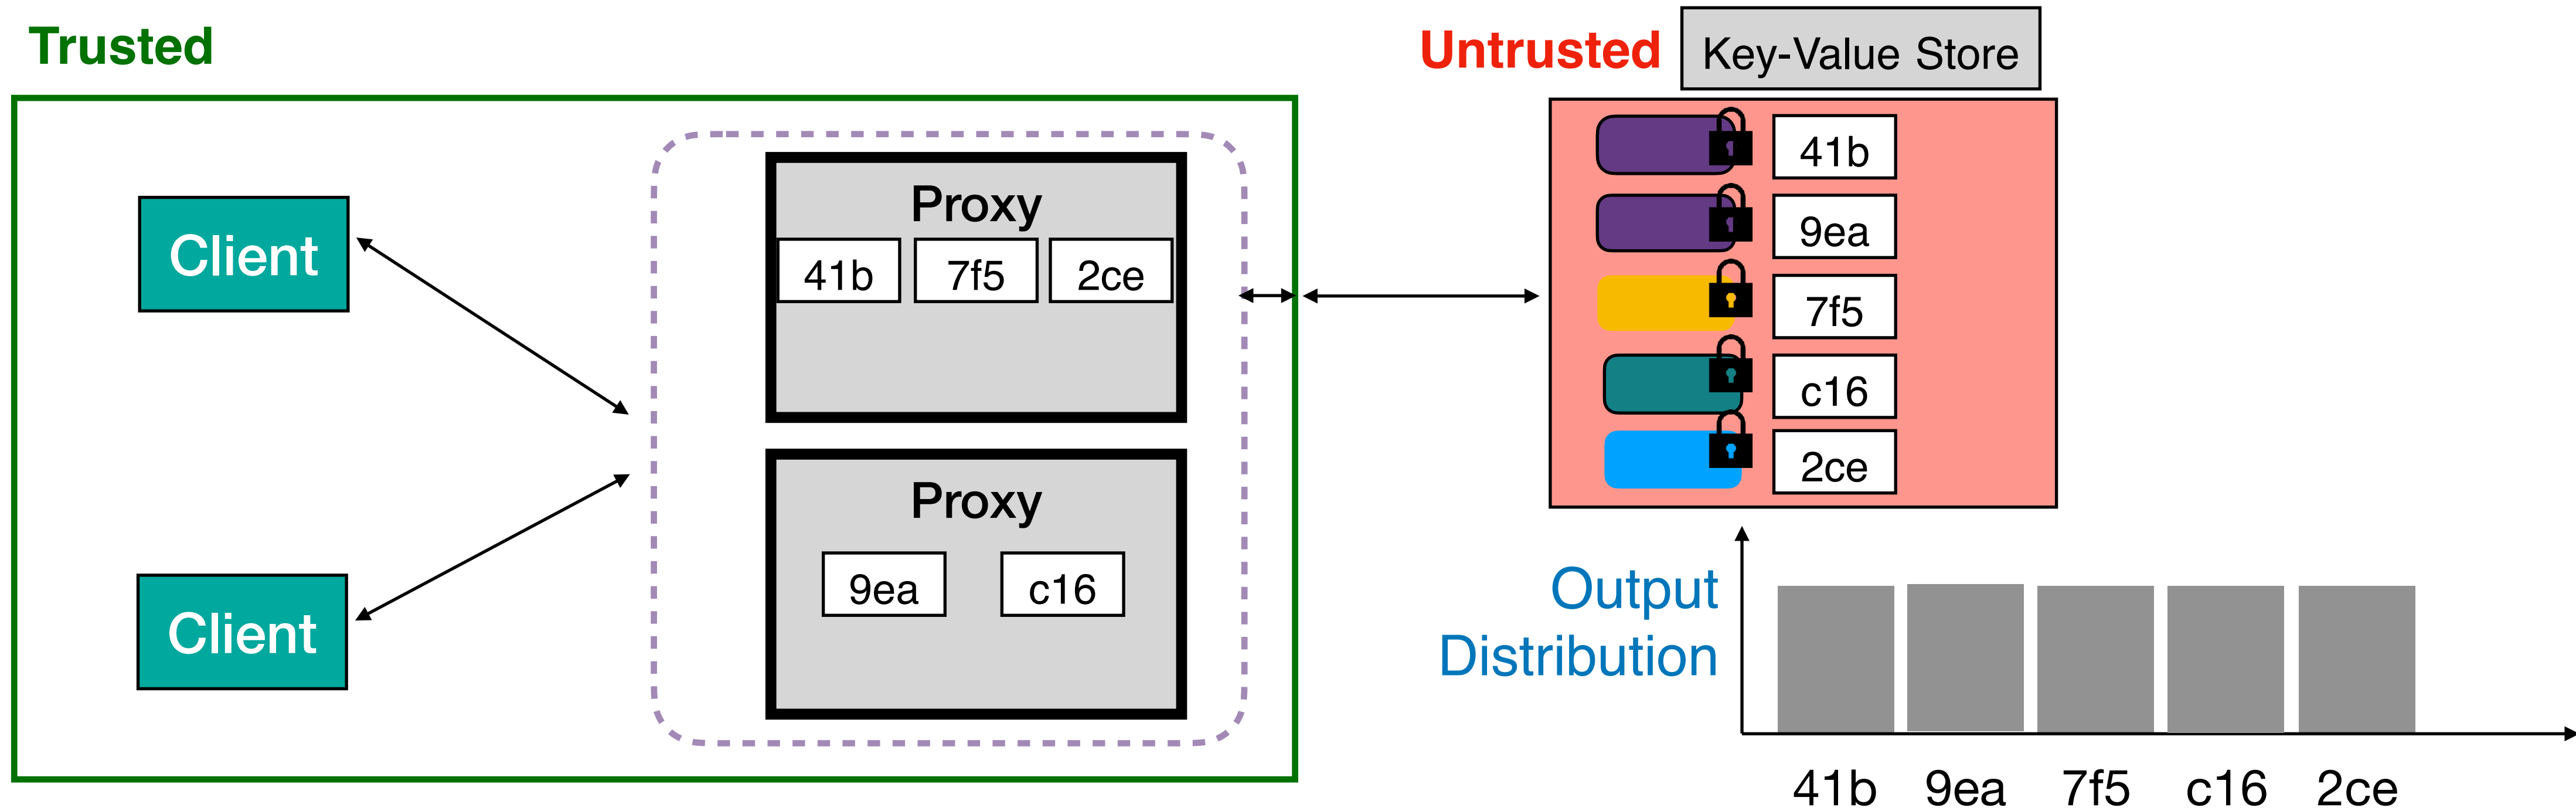 Trusted
Client
Client
Proxy
41b 7f5 2ce
Proxy
9ea c16
Untrusted
Key-Value Store
41b
9ea
7f5
c16
2ce
Output
Distribution
41b 9ea 7f5 c16 2ce